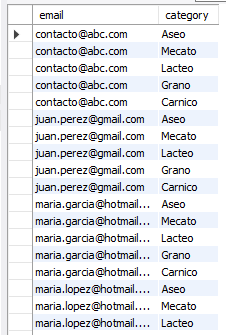 email category
contacto@abc.com Aseo
contacto@abc.com Mecato
contacto@abc.com Lacteo
contacto@abc.com Grano
contacto@abc.com Carnico
juan.perez@gmail.com Aseo
juan.perez@gmail.com Mecato
juan.perez@gmail.com Lacteo
juan.perez@gmail.com Grano
juan.perez@gmail.com Carnico
maria.garcia@hotmail.... Aseo
maria.garcia@hotmail.... Mecato
maria.garcia@hotmail.... Lacteo
maria.garcia@hotmail.... Grano
maria.garcia@hotmail.... Carnico
maria.lopez@hotmail.... Aseo
maria.lopez@hotmail.... Mecato
maria.lopez@hotmail.... Lacteo